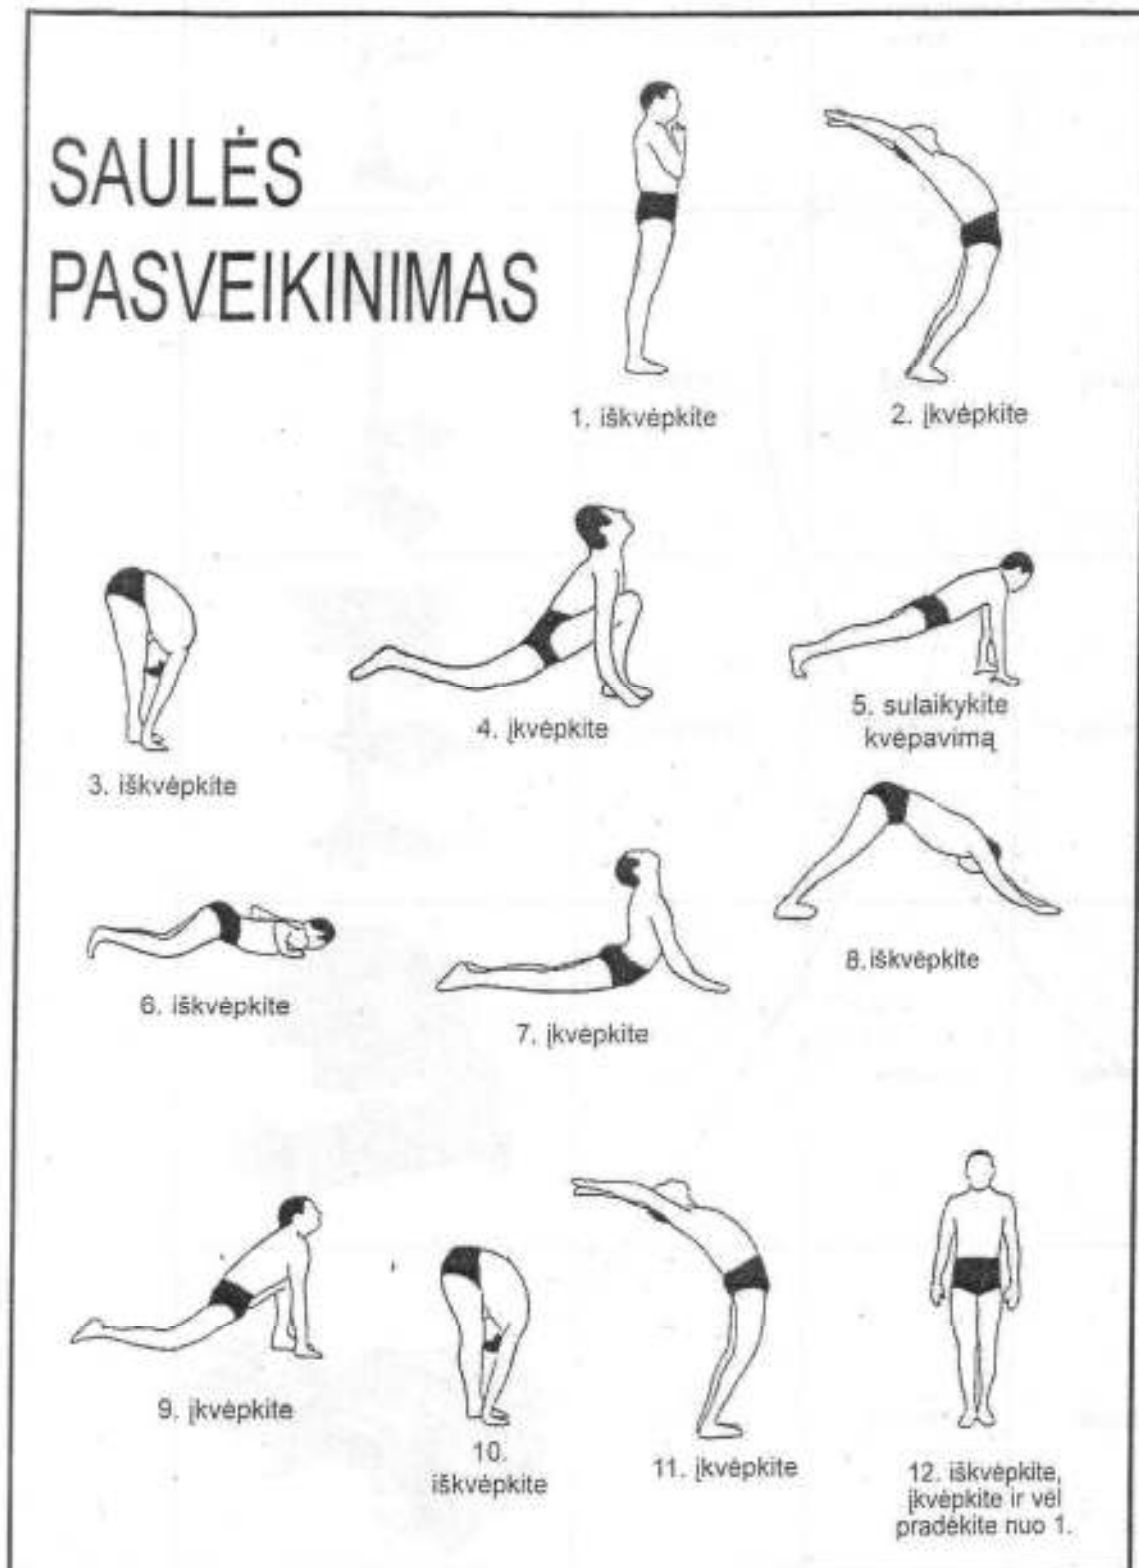 SAULĖS
PASVEIKINIMAS
1. iškvėpkite
2. įkvėpkite
3. iškvėpkite
4. įkvėpkite
5. sulaikykite
kvėpavimą
6. iškvėpkite
7. įkvėpkite
8.iškvėpkite
9. įkvėpkite
10.
iškvėpkite
11. įkvėpkite
12. iškvėpkite,
įkvėpkite ir vėl
pradėkite nuo 1.